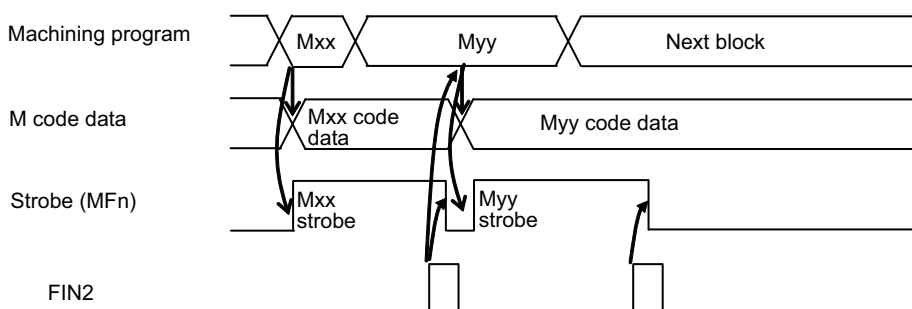 Machining program
Mxx
Myy
Next block
M code data
Mxx code
data
Myy code data
Strobe (MFn)
Mxx
strobe
Myy
strobe
FIN2